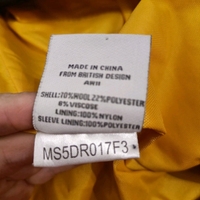 MADE IN CHINA
FROM BRITISH DESIGN
SHELL:70%WOOL 22%POLYESTER
8%VISCOSE
LINING:100%NYLON
SLEEVE LINING:100%POLYESTER
MS5DR017F3